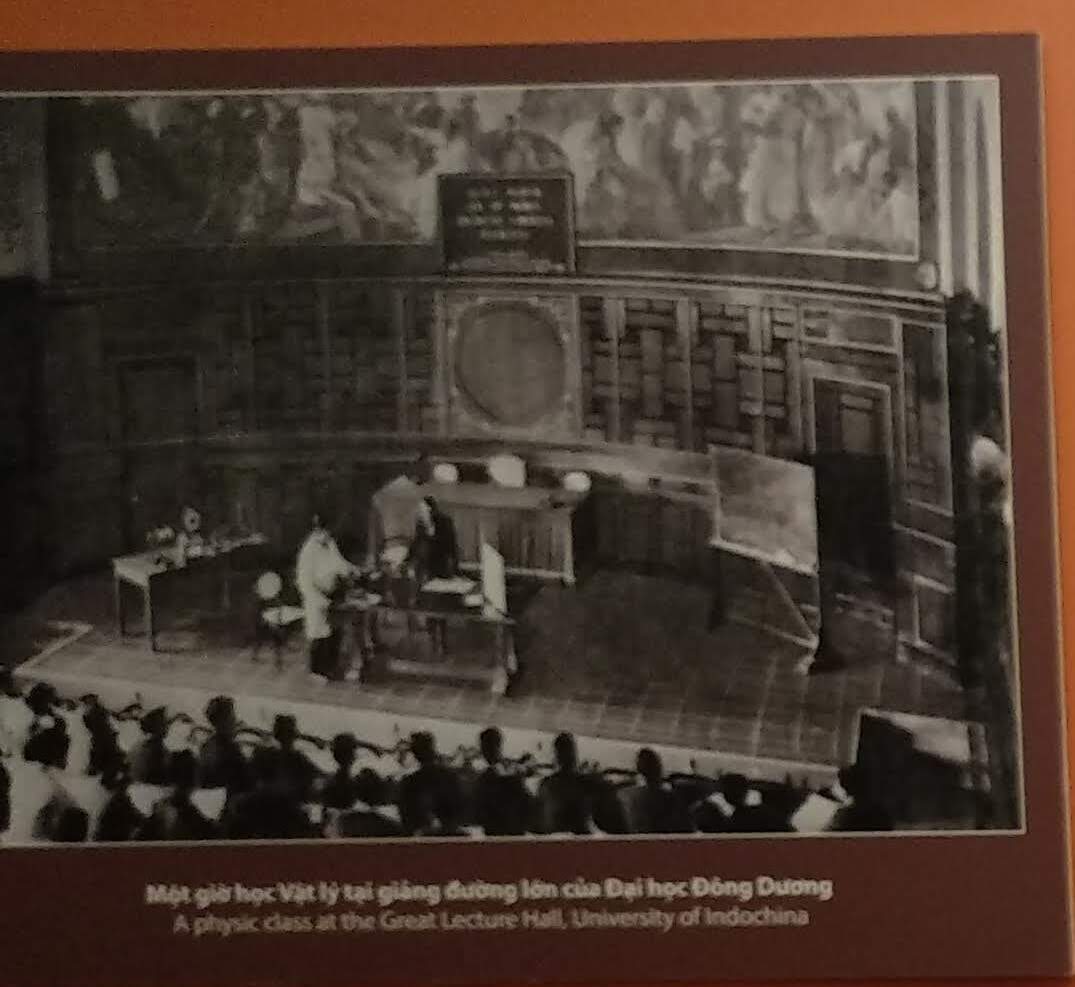 Một giờ học Vật lý tại giảng đường lớn của Đại học Đông Dương
A physic class at the Great Lecture Hall, University of Indochina